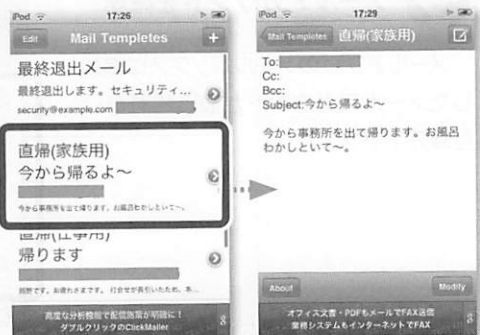 iPod 17:26
Edit Mail Templetes +
最終退出メール
最終退出します。セキュリティ...
security@example.com
直帰(家族用)
今から帰るよ～
今から事務所を出て帰ります。お風呂わかしといて～。
直帰(仕事用)
帰ります
高度な分析機能で配信施策が明確に!
ダブルクリックのClickMailer
iPod 17:29
Mail Templetes 直帰(家族用)
To:
Cc:
Bcc:
Subject:今から帰るよ～
今から事務所を出て帰ります。お風呂
わかしといて～。
About Modify
オフィス文書・PDFもメールでFAX送信
業務システムもインターネットでFAX